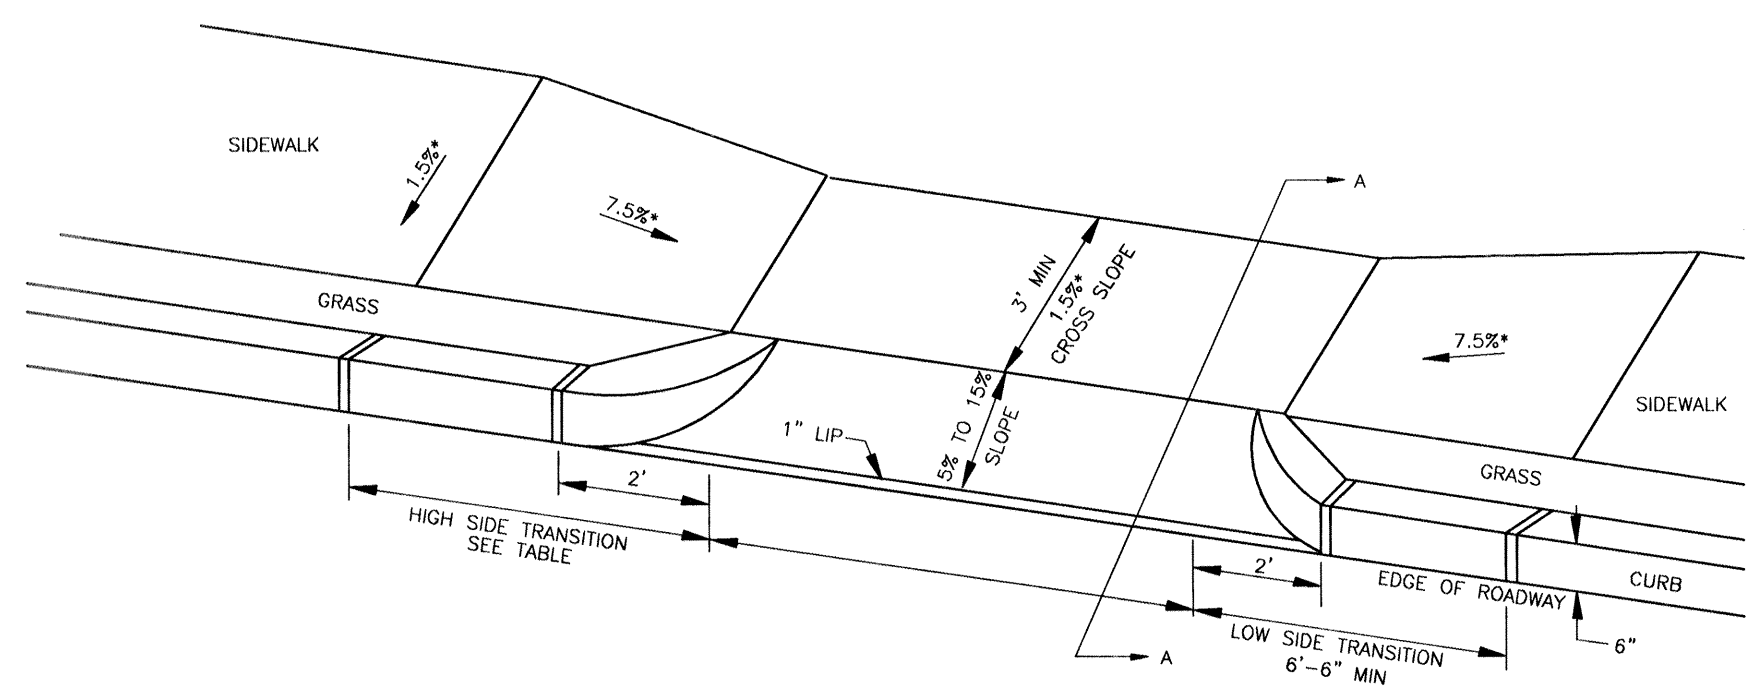 SIDEWALK
1.5%*
7.5%*
A
3' MIN
1.5%*
CROSS SLOPE
7.5%*
GRASS
SIDEWALK
1" LIP
5% TO 15%
SLOPE
GRASS
2'
HIGH SIDE TRANSITION
SEE TABLE
2'
EDGE OF ROADWAY
CURB
LOW SIDE TRANSITION
6'-6" MIN
6"
A